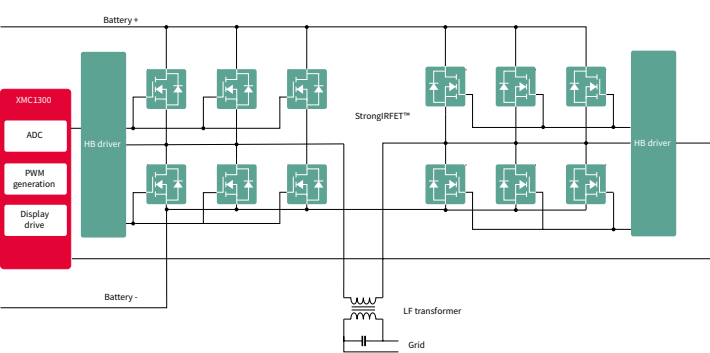 Battery +
XMC1300
ADC
PWM
generation
Display
drive
HB driver
StrongIRFET™
HB driver
Battery -
LF transformer
Grid